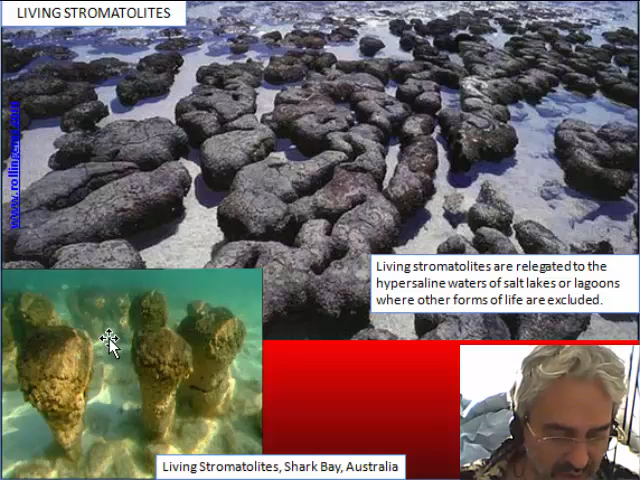 LIVING STROMATOLITES
Living stromatolites are relegated to the
hypersaline waters of salt lakes or lagoons
where other forms of life are excluded.
Living Stromatolites, Shark Bay, Australia